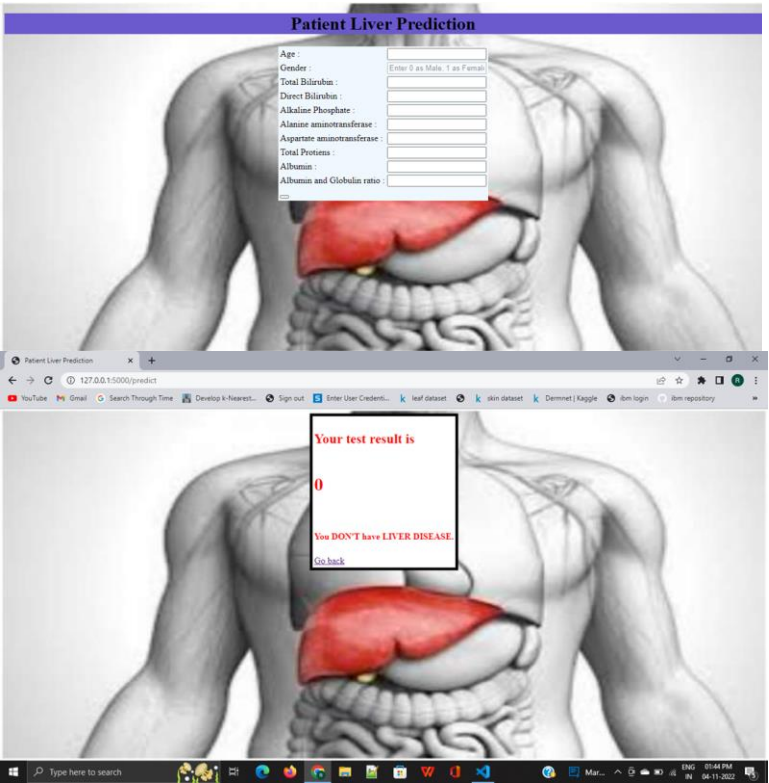 Patient Liver Prediction
Age :
Gender : Enter 0 as Male, 1 as Femal
Total Bilirubin :
Direct Bilirubin :
Alkaline Phosphate :
Alanine aminotransferase :
Aspartate aminotransferase :
Total Protiens :
Albumin :
Albumin and Globulin ratio :
Patient Liver Prediction
127.0.0.1:5000/predict
R
YouTube Gmail Search Through Time Develop k-Nearest... Sign out Enter User Credenti... leaf dataset skin dataset Dermnet | Kaggle ibm login ibm repository
Your test result is
0
You DON'T have LIVER DISEASE.
Go back
Type here to search
Mar...
ENG 01:44 PM
IN 04-11-2022